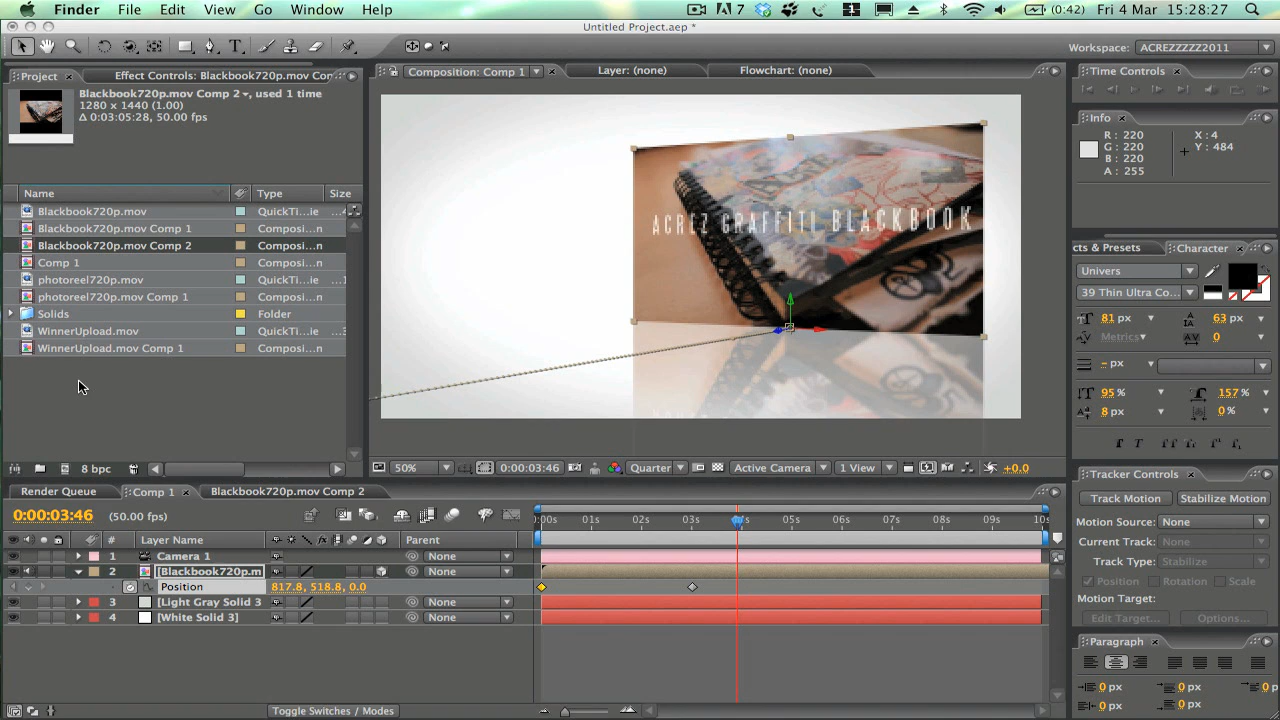 Finder File Edit View Go Window Help
7
(0:42) Fri 4 Mar 15:28:27
Untitled Project.aep *
Workspace: ACREZZZZZ2011
Project
Effect Controls: Blackbook720p.mov Con
Composition: Comp 1
Layer: (none)
Flowchart: (none)
Time Controls
Blackbook720p.mov Comp 2, used 1 time
1280 x 1440 (1.00)
Δ 0:03:05:28, 50.00 fps
Info
R : 220
G : 220
B : 220
A : 255
X : 4
Y : 484
Name Type Size
Blackbook720p.mov QuickTi...ie
Blackbook720p.mov Comp 1 Composi...n
Blackbook720p.mov Comp 2 Composi...n
Comp 1 Composi...n
photoreel720p.mov QuickTi...ie
photoreel720p.mov Comp 1 Composi...n
Solids Folder
WinnerUpload.mov QuickTi...ie
WinnerUpload.mov Comp 1 Composi...n
ACREZ GRAFFITI BLACKBOOK
cts & Presets
Character
Univers
39 Thin Ultra Co...
81 px
63 px
Metrics
0
– px
95 %
157 %
8 px
0 %
8 bpc
50%
0:00:03:46
Quarter
Active Camera
1 View
+0.0
Tracker Controls
Track Motion
Stabilize Motion
Motion Source: None
Current Track: None
Track Type: Stabilize
Position Rotation Scale
Motion Target:
Edit Target...
Options...
Paragraph
0 px
0 px
0 p
0 px
0 px
Render Queue
Comp 1
Blackbook720p.mov Comp 2
0:00:03:46
(50.00 fps)
:00s 01s 02s 03s 04s 05s 06s 07s 08s 09s 10s
# Layer Name Parent
1 Camera 1 None
2 [Blackbook720p.m None
Position 817.8, 518.8, 0.0
3 [Light Gray Solid 3 None
4 [White Solid 3] None
Toggle Switches / Modes